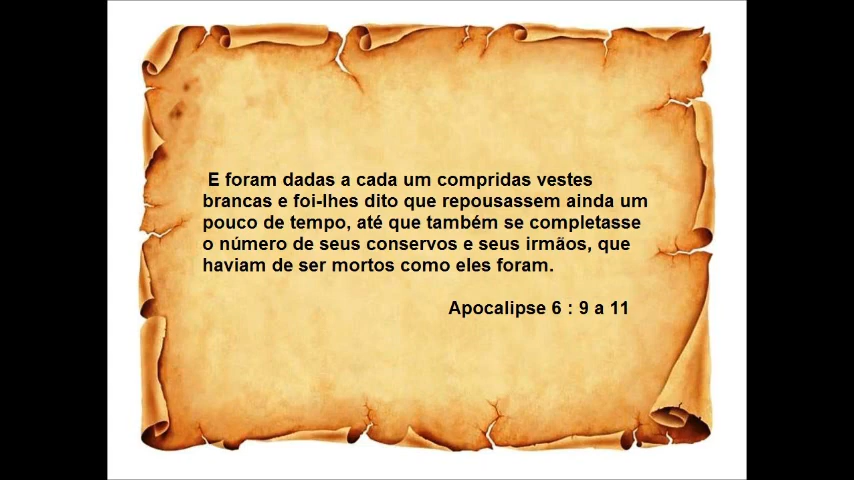 E foram dadas a cada um compridas vestes
brancas e foi-lhes dito que repousassem ainda um
pouco de tempo, até que também se completasse
o número de seus conservos e seus irmãos, que
haviam de ser mortos como eles foram.
Apocalipse 6 : 9 a 11